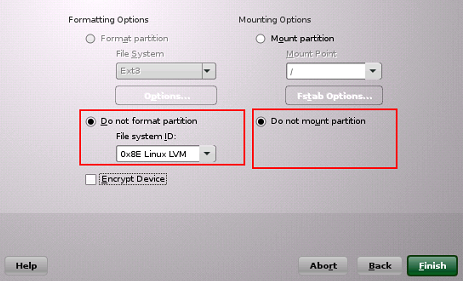 Formatting Options
Format partition
File System
Ext3
Options...
Do not format partition
File system ID:
0x8E Linux LVM
Encrypt Device
Mounting Options
Mount partition
Mount Point
/
Fstab Options...
Do not mount partition
Help
Abort
Back
Finish